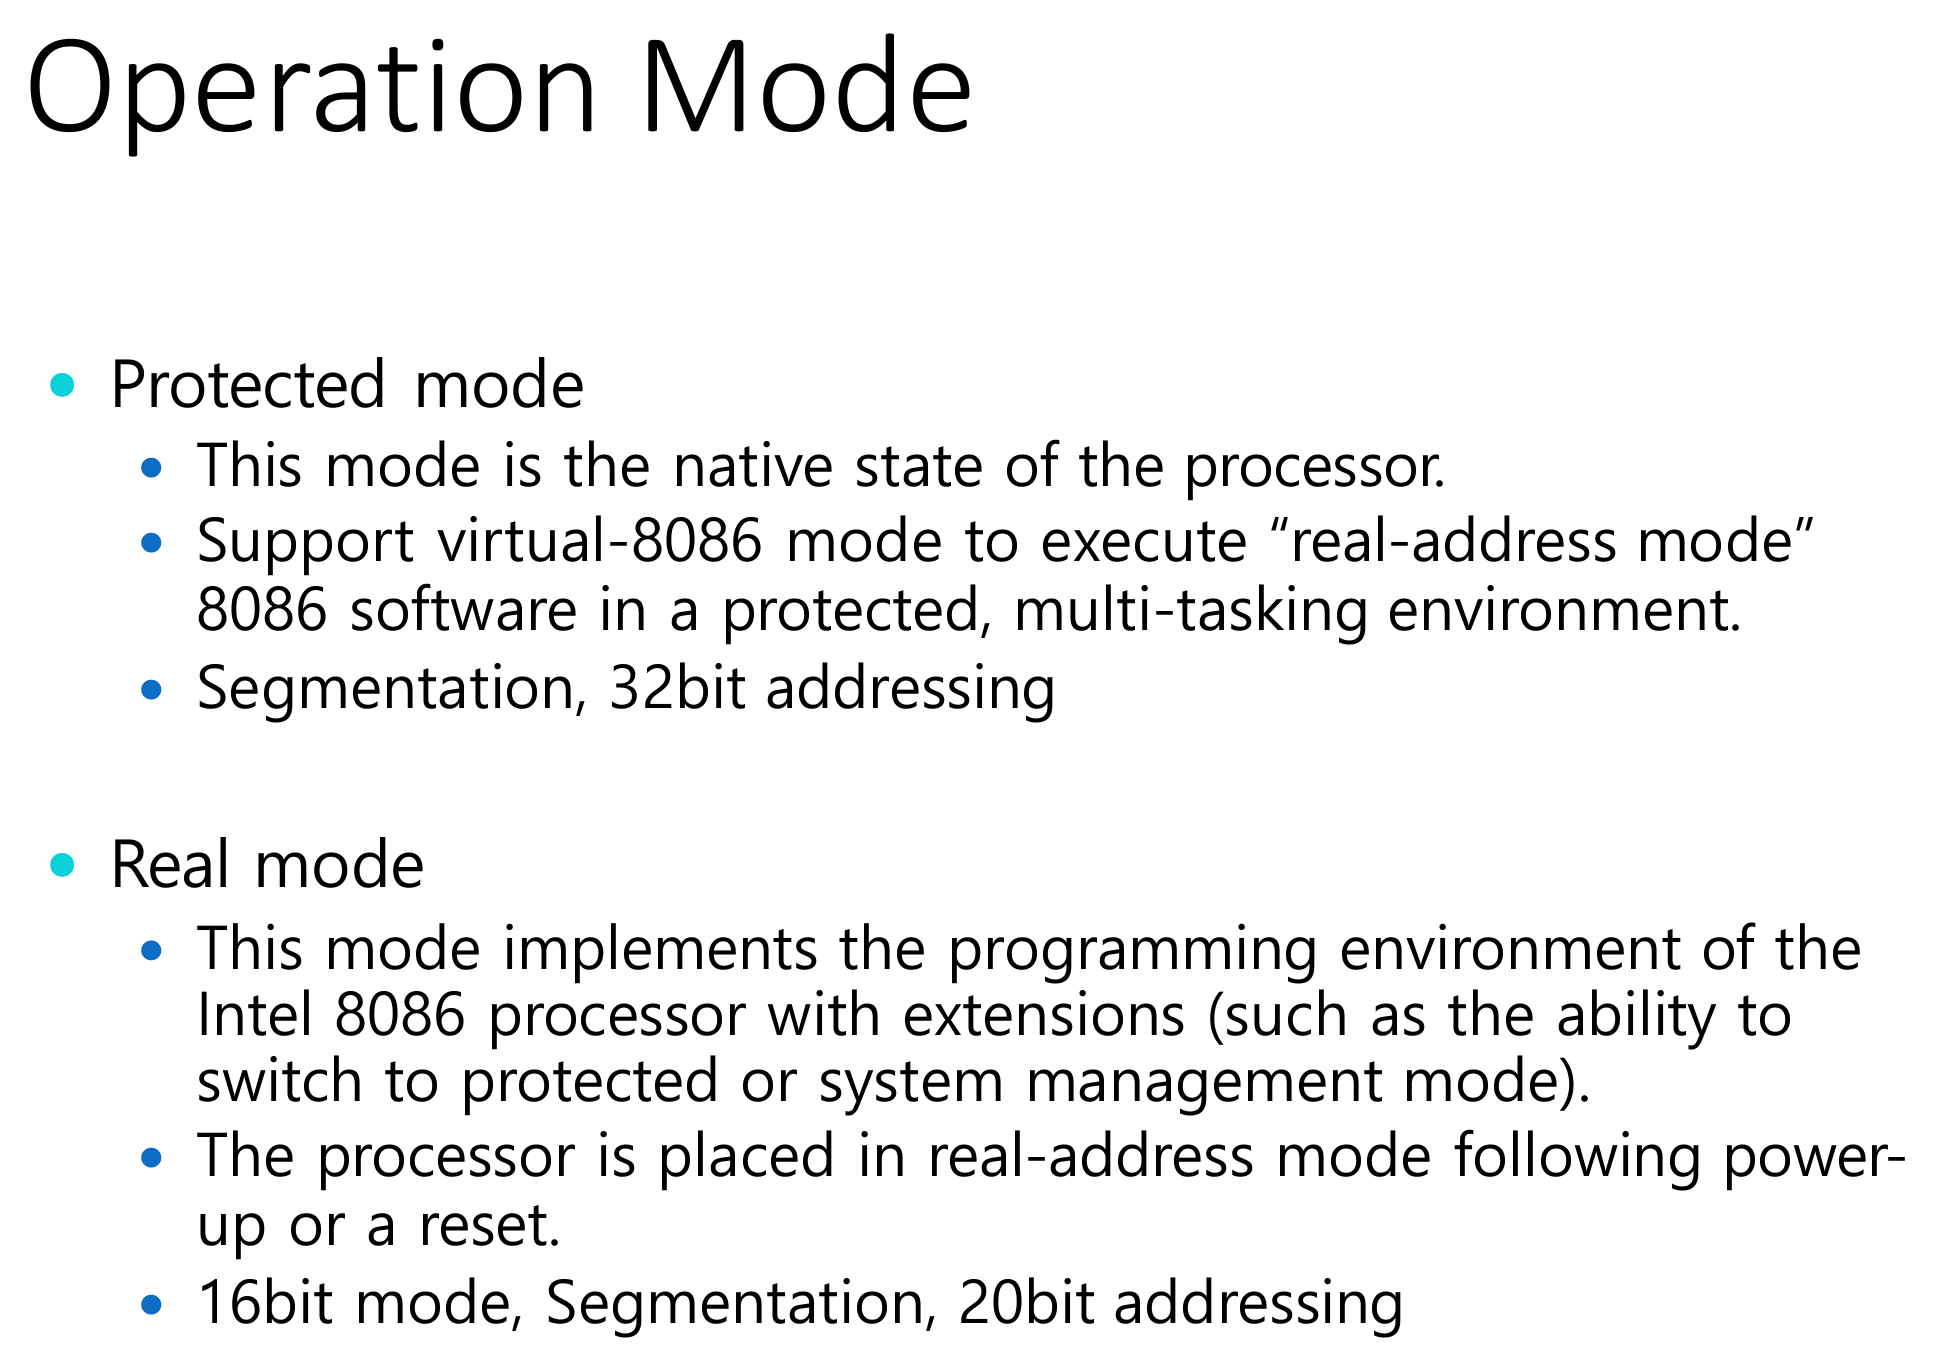 Operation Mode
• Protected mode
• This mode is the native state of the processor.
• Support virtual-8086 mode to execute “real-address mode”
8086 software in a protected, multi-tasking environment.
• Segmentation, 32bit addressing
• Real mode
• This mode implements the programming environment of the
Intel 8086 processor with extensions (such as the ability to
switch to protected or system management mode).
• The processor is placed in real-address mode following power-
up or a reset.
• 16bit mode, Segmentation, 20bit addressing